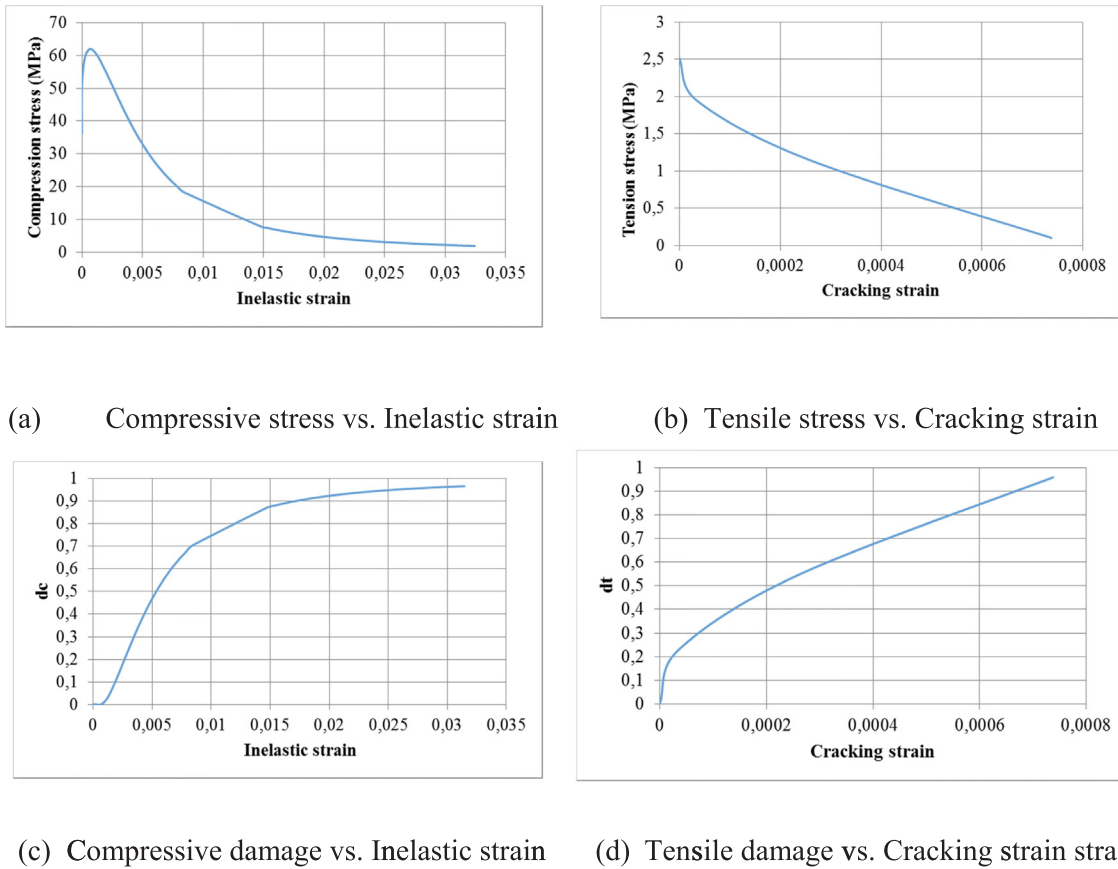 70
60
50
40
30
20
10
0
Compression stress (MPa)
0 0,005 0,01 0,015 0,02 0,025 0,03 0,035
Inelastic strain
3
2,5
2
1,5
1
0,5
0
Tension stress (MPa)
0 0,0002 0,0004 0,0006 0,0008
Cracking strain
(a) Compressive stress vs. Inelastic strain
(b) Tensile stress vs. Cracking strain
1
0,9
0,8
0,7
0,6
0,5
0,4
0,3
0,2
0,1
0
dc
0 0,005 0,01 0,015 0,02 0,025 0,03 0,035
Inelastic strain
1
0,9
0,8
0,7
0,6
0,5
0,4
0,3
0,2
0,1
0
dt
0 0,0002 0,0004 0,0006 0,0008
Cracking strain
(c) Compressive damage vs. Inelastic strain
(d) Tensile damage vs. Cracking strain stra